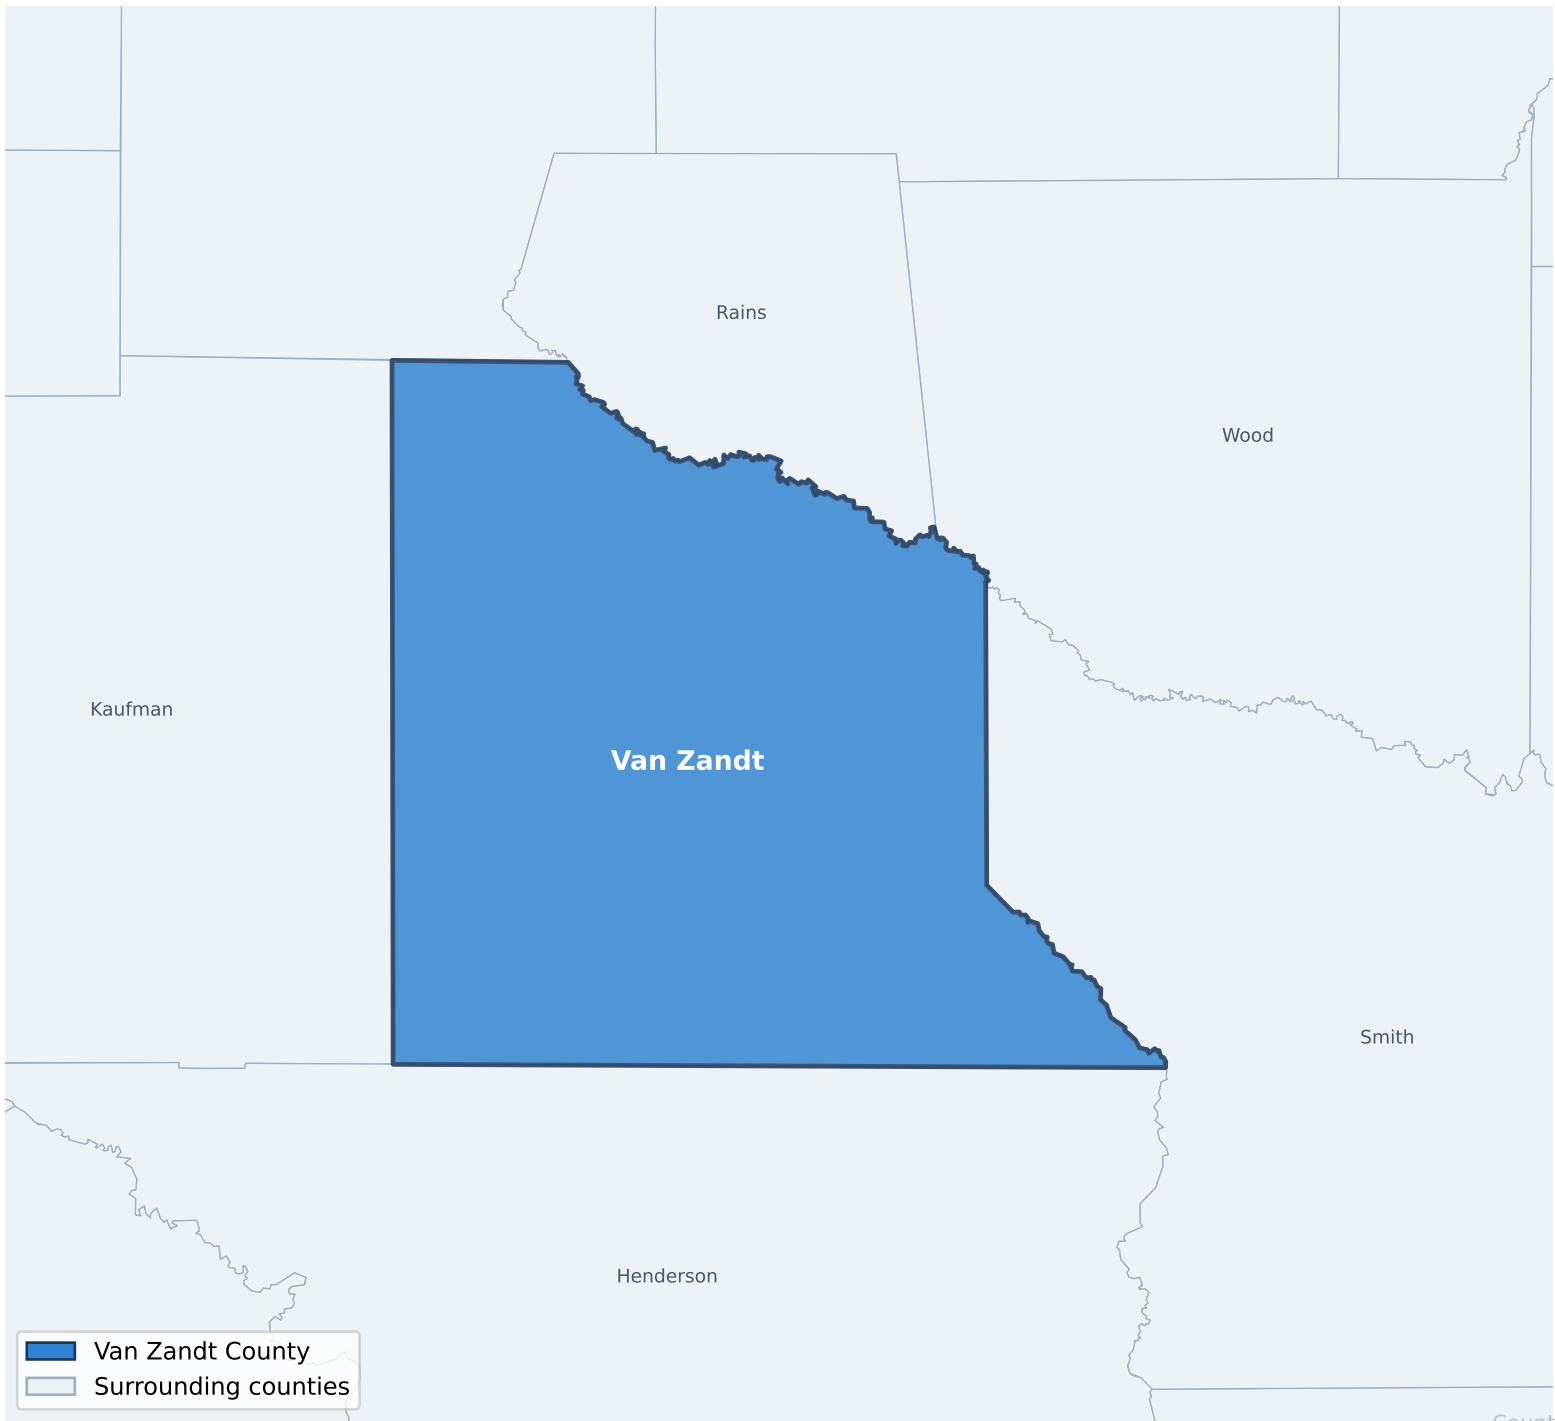 Rains
Wood
Kaufman
Van Zandt
Smith
Henderson
Van Zandt County
Surrounding counties